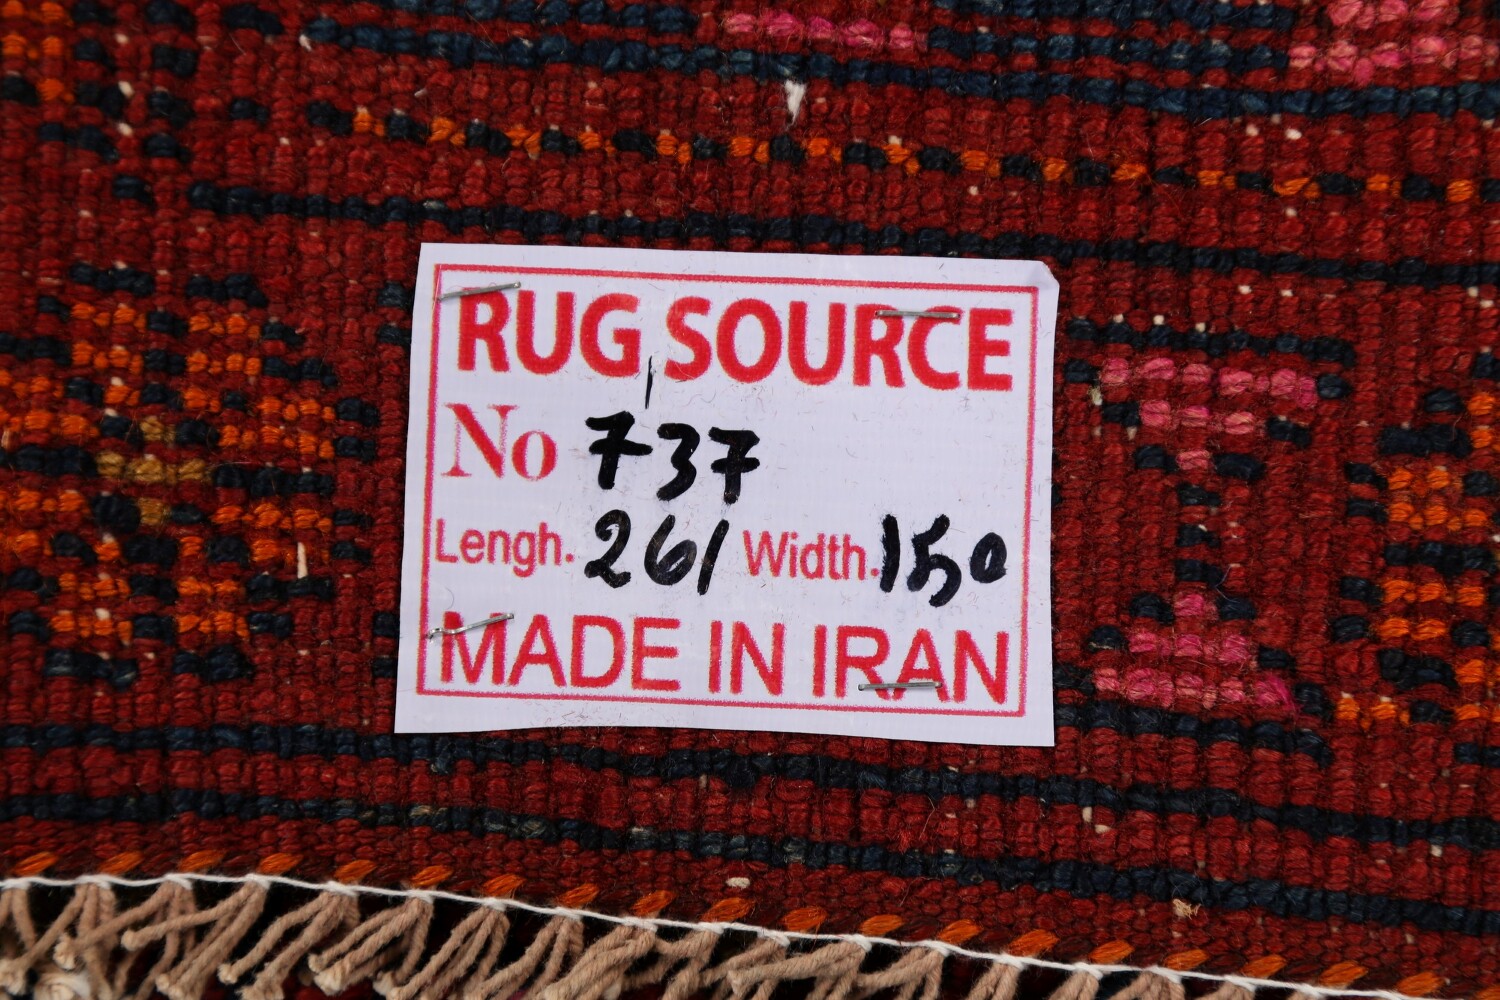 RUG SOURCE
No 737
Lengh. 261 Width. 150
MADE IN IRAN